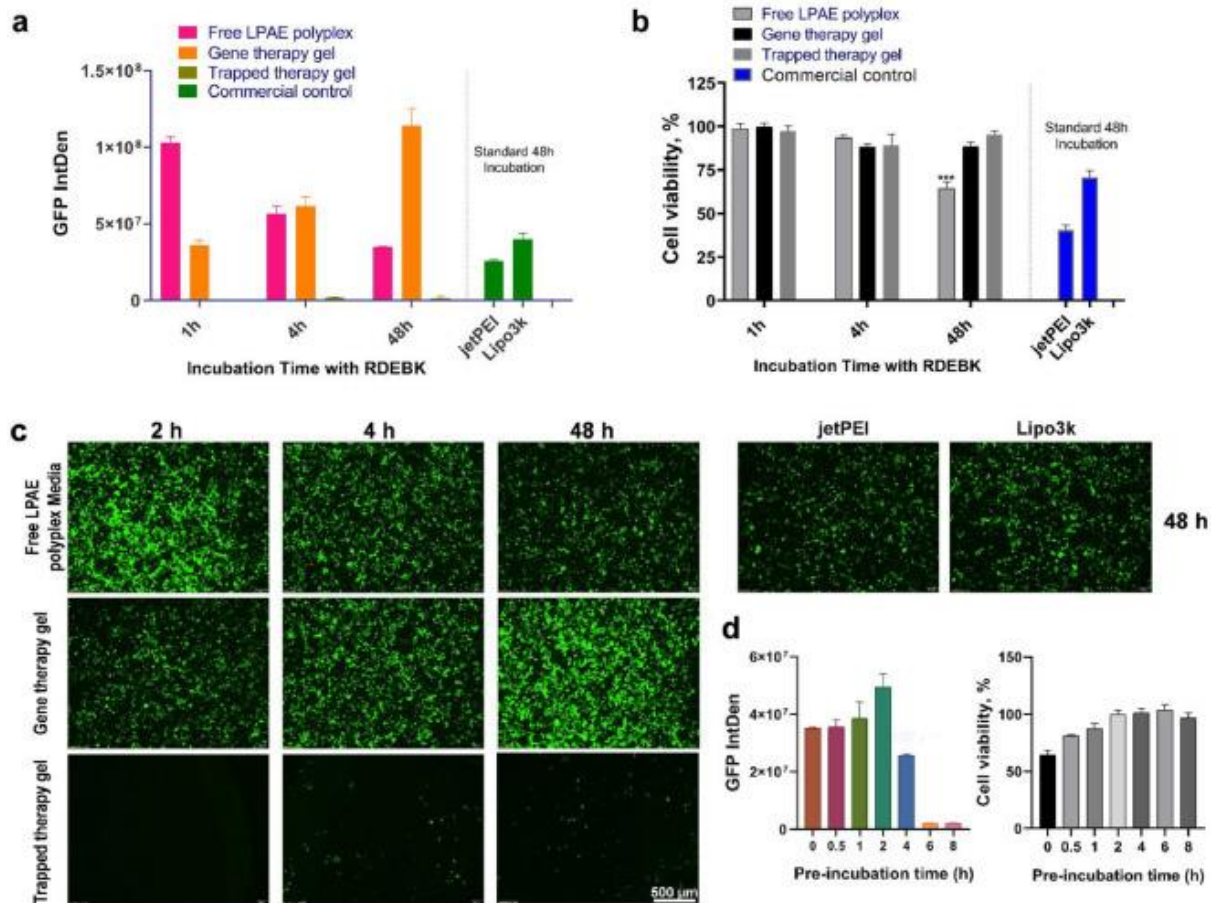 a
Free LPAE polyplex
Gene therapy gel
Trapped therapy gel
Commercial control
1.5×10⁸
1×10⁸
5×10⁷
0
GFP IntDen
Standard 48h
Incubation
1h
4h
48h
jetPEI
Lipo3k
Incubation Time with RDEBK
b
Free LPAE polyplex
Gene therapy gel
Trapped therapy gel
Commercial control
125
100
75
50
25
0
Cell viability, %
***
Standard 48h
Incubation
1h
4h
48h
jetPEI
Lipo3k
Incubation Time with RDEBK
c
2 h
4 h
48 h
jetPEI
Lipo3k
Free LPAE
polyplex Media
48 h
Gene therapy gel
Trapped therapy gel
500 µm
d
6×10⁷
4×10⁷
2×10⁷
0
GFP IntDen
0 0.5 1 2 4 6 8
Pre-incubation time (h)
150
100
50
0
Cell viability, %
0 0.5 1 2 4 6 8
Pre-incubation time (h)